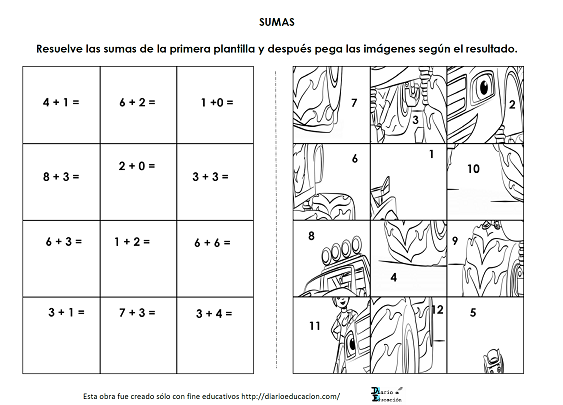 SUMAS
Resuelve las sumas de la primera plantilla y después pega las imágenes según el resultado.
4 + 1 =
6 + 2 =
1 +0 =
8 + 3 =
2 + 0 =
3 + 3 =
6 + 3 =
1 + 2 =
6 + 6 =
3 + 1 =
7 + 3 =
3 + 4 =
7
3
2
6
1
10
8
4
9
11
12
5
Esta obra fue creado sólo con fine educativos http://diarioeducacion.com/
Diario
Educación